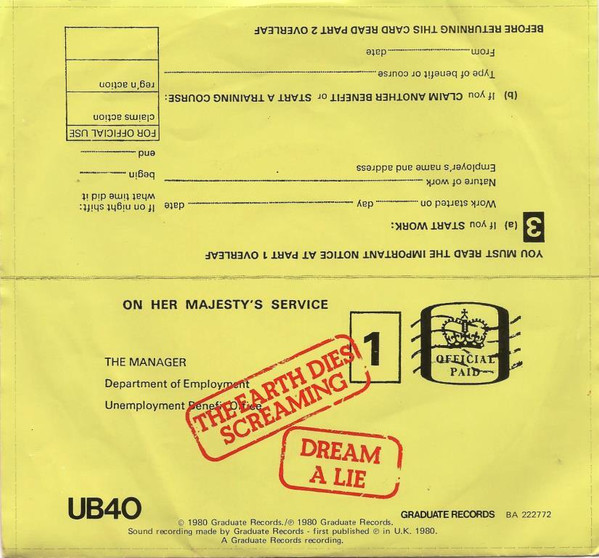 YOU MUST READ THE IMPORTANT NOTICE AT PART 1 OVERLEAF
3 (a) If you START WORK:
Work started on day date
If on night shift:
what time did it
Nature of work
begin
Employer's name and address
end
FOR OFFICIAL USE
(b) If you CLAIM ANOTHER BENEFIT or START A TRAINING COURSE:
claims action
Type of benefit or course
reg'n action
From date
BEFORE RETURNING THIS CARD READ PART 2 OVERLEAF
ON HER MAJESTY'S SERVICE
1
OFFICIAL
PAID
THE MANAGER
Department of Employment
Unemployment Benefit Office
THE EARTH DIES
SCREAMING
DREAM
A LIE
UB40
GRADUATE RECORDS BA 222772
© 1980 Graduate Records./℗ 1980 Graduate Records.
Sound recording made by Graduate Records - first published ℗ in U.K. 1980.
A Graduate Records recording.